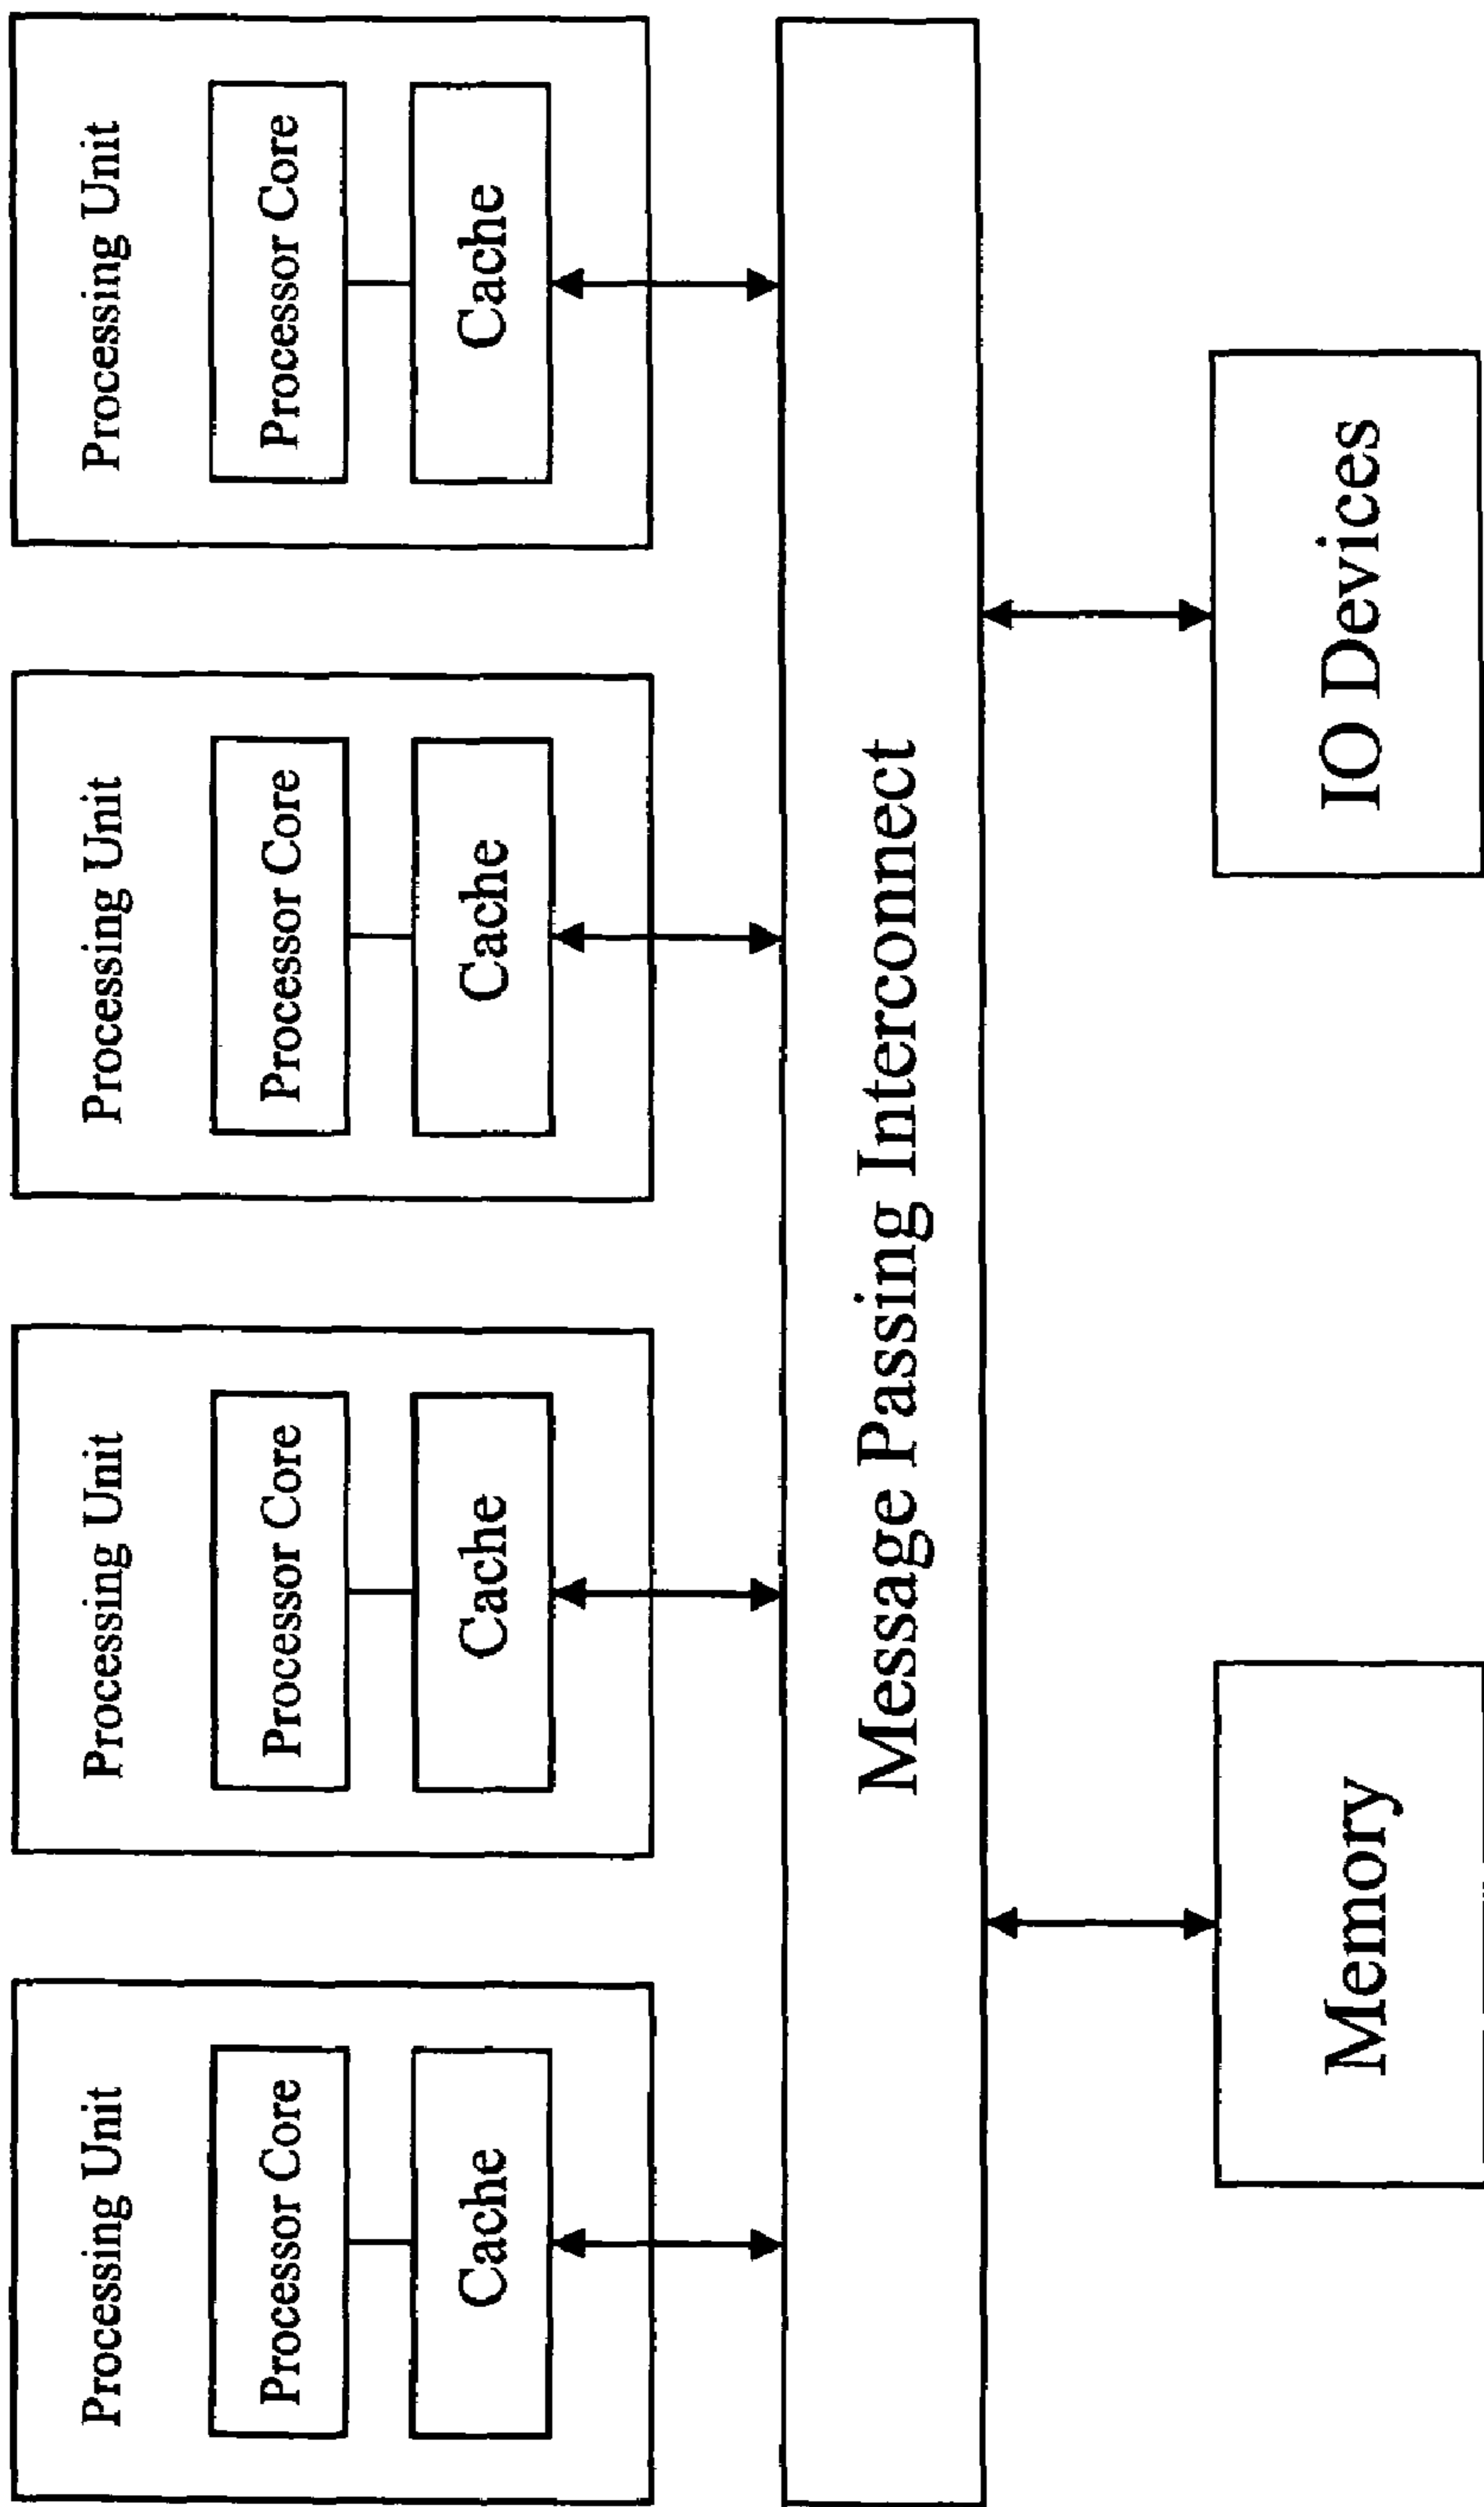 Processing Unit
Processor Core
Cache
Processing Unit
Processor Core
Cache
Processing Unit
Processor Core
Cache
Processing Unit
Processor Core
Cache
Message Passing Interconnect
Memory
IO Devices